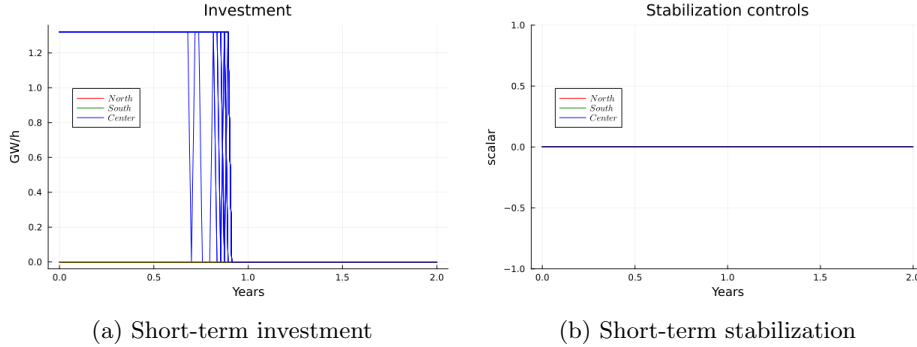 Investment
GW/h
1.2
1.0
0.8
0.6
0.4
0.2
0.0
North
South
Center
0.0
0.5
1.0
1.5
2.0
Years
(a) Short-term investment
Stabilization controls
scalar
1.0
0.5
0.0
−0.5
−1.0
North
South
Center
0.0
0.5
1.0
1.5
2.0
Years
(b) Short-term stabilization